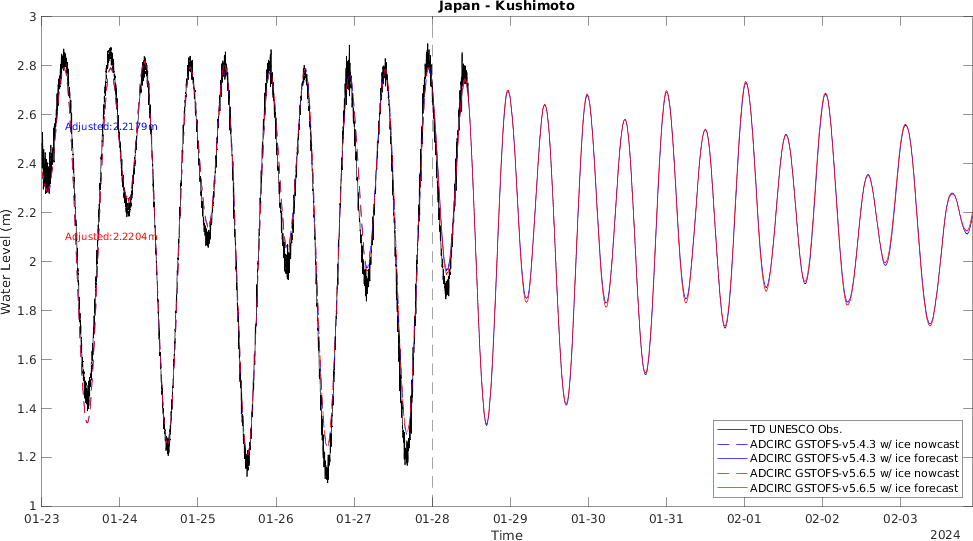 Japan - Kushimoto
3
2.8
2.6
2.4
2.2
2
1.8
1.6
1.4
1.2
1
Water Level (m)
Adjusted:2.2179m
Adjusted:2.2204m
TD UNESCO Obs.
ADCIRC GSTOFS-v5.4.3 w/ ice nowcast
ADCIRC GSTOFS-v5.4.3 w/ ice forecast
ADCIRC GSTOFS-v5.6.5 w/ ice nowcast
ADCIRC GSTOFS-v5.6.5 w/ ice forecast
01-23 01-24 01-25 01-26 01-27 01-28 01-29 01-30 01-31 02-01 02-02 02-03
Time
2024